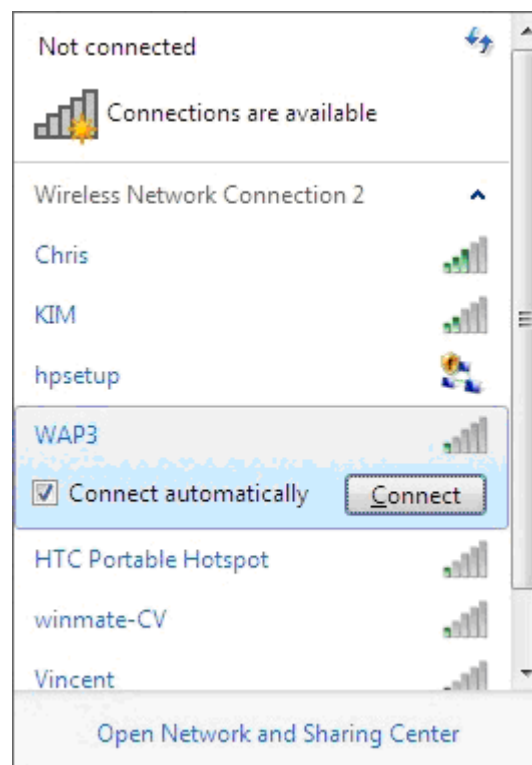 Not connected
Connections are available
Wireless Network Connection 2
Chris
KIM
hpsetup
WAP3
Connect automatically
Connect
HTC Portable Hotspot
winmate-CV
Vincent
Open Network and Sharing Center